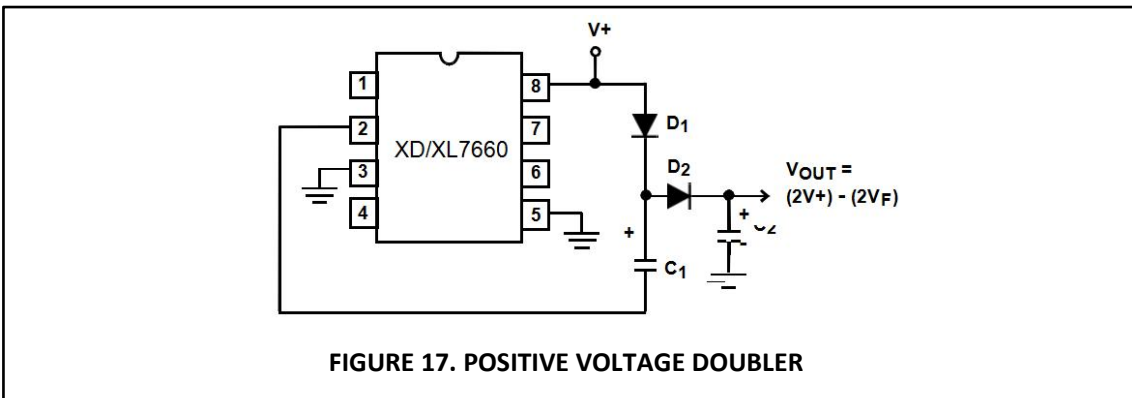 V+
1
8
D1
2
7
D2
XD/XL7660
VOUT =
(2V+) - (2VF)
3
6
4
5
+
+
-
C1
FIGURE 17. POSITIVE VOLTAGE DOUBLER